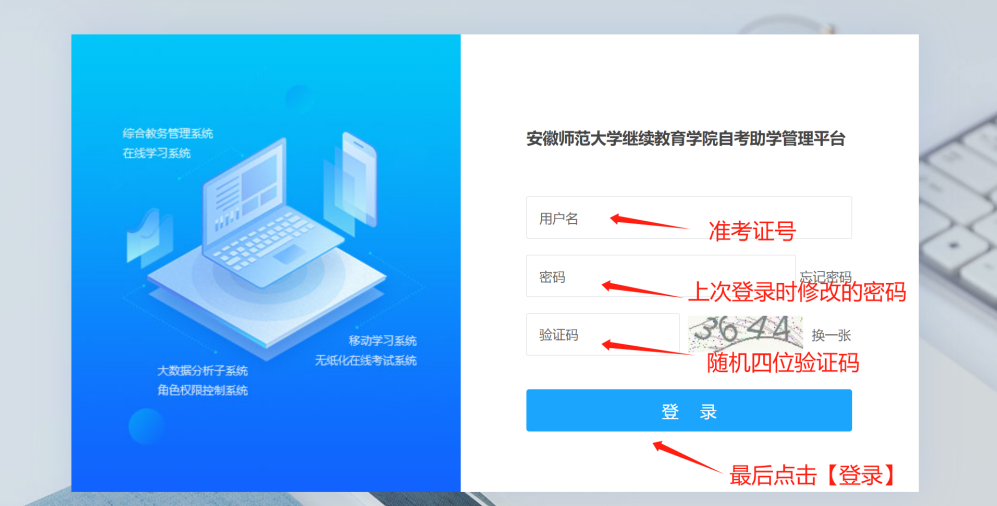 综合教务管理系统
在线学习系统
移动学习系统
无纸化在线考试系统
大数据分析子系统
角色权限控制系统
安徽师范大学继续教育学院自考助学管理平台
用户名
准考证号
密码
忘记密码
上次登录时修改的密码
验证码
3644
换一张
随机四位验证码
登 录
最后点击【登录】